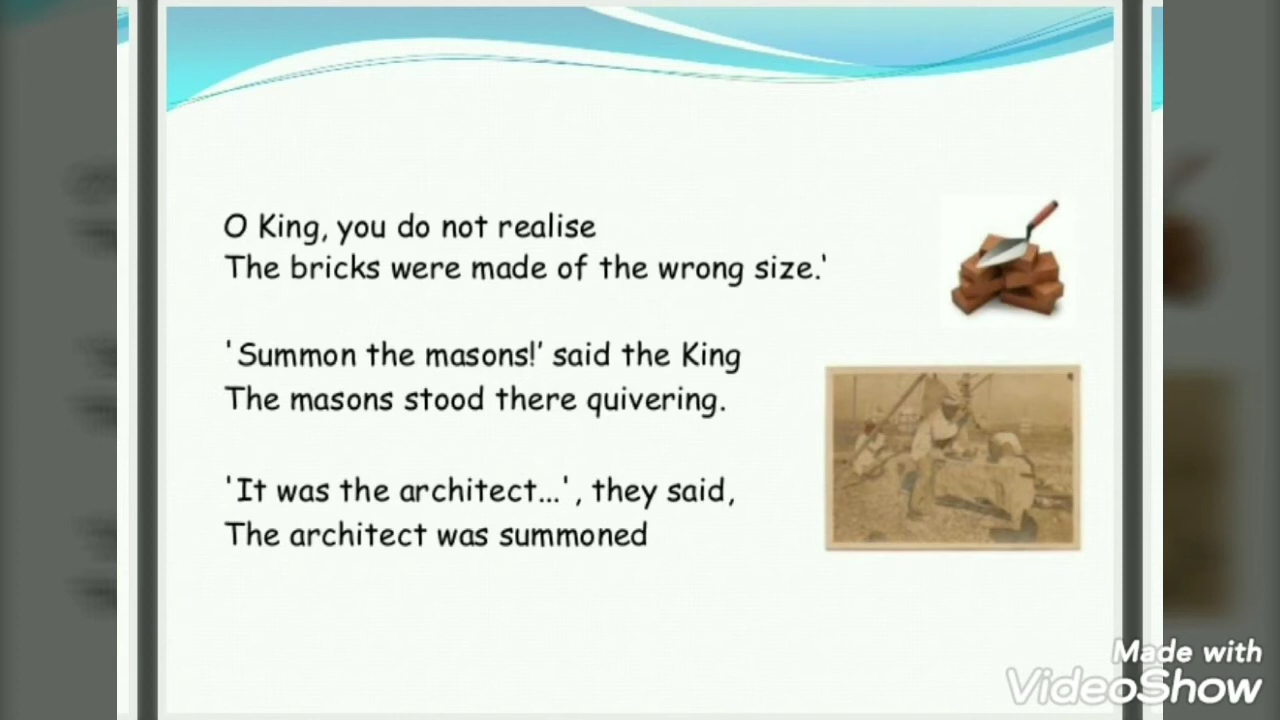 O King, you do not realise
The bricks were made of the wrong size.'
'Summon the masons!' said the King
The masons stood there quivering.
'It was the architect...', they said,
The architect was summoned
Made with
VideoShow